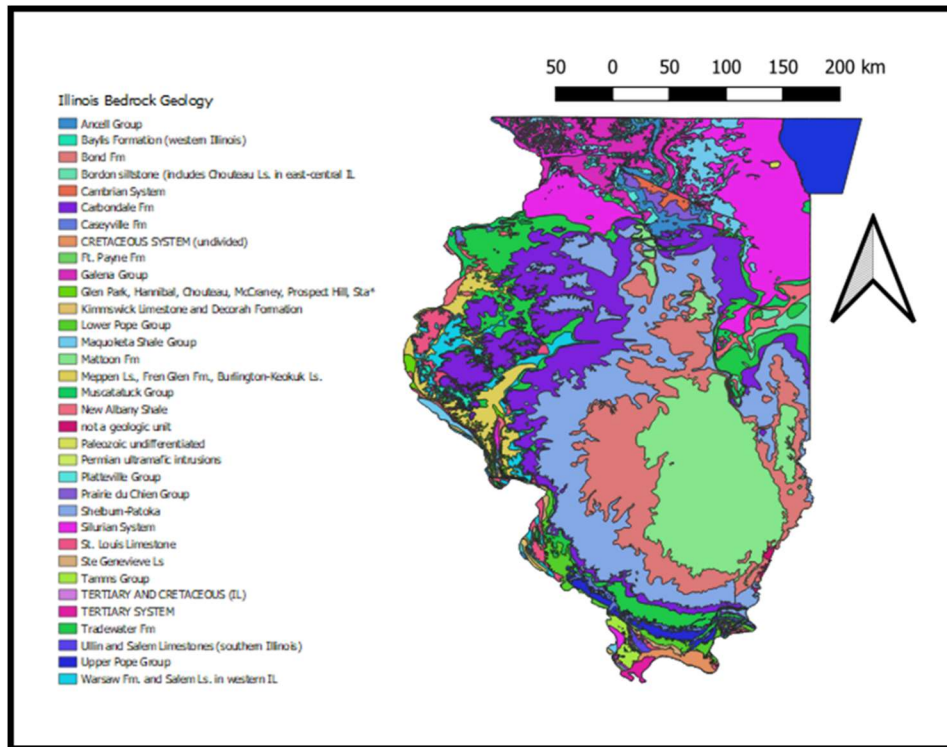 50 0 50 100 150 200 km
Illinois Bedrock Geology
Ancell Group
Baylis Formation (western Illinois)
Bond Fm
Bordon siltstone (includes Chouteau Ls. in east-central IL
Cambrian System
Carbondale Fm
Caseyville Fm
CRETACEOUS SYSTEM (undivided)
Ft. Payne Fm
Galena Group
Glen Park, Hannibal, Chouteau, McCraney, Prospect Hill, Sta*
Kimmswick Limestone and Decorah Formation
Lower Pope Group
Maquoketa Shale Group
Mattoon Fm
Meppen Ls., Fren Glen Fm., Burlington-Keokuk Ls.
Muscatatuck Group
New Albany Shale
not a geologic unit
Paleozoic undifferentiated
Permian ultramafic intrusions
Platteville Group
Prairie du Chien Group
Shelburn-Patoka
Silurian System
St. Louis Limestone
Ste Genevieve Ls
Tamms Group
TERTIARY AND CRETACEOUS (IL)
TERTIARY SYSTEM
Tradewater Fm
Ullin and Salem Limestones (southern Illinois)
Upper Pope Group
Warsaw Fm. and Salem Ls. in western IL